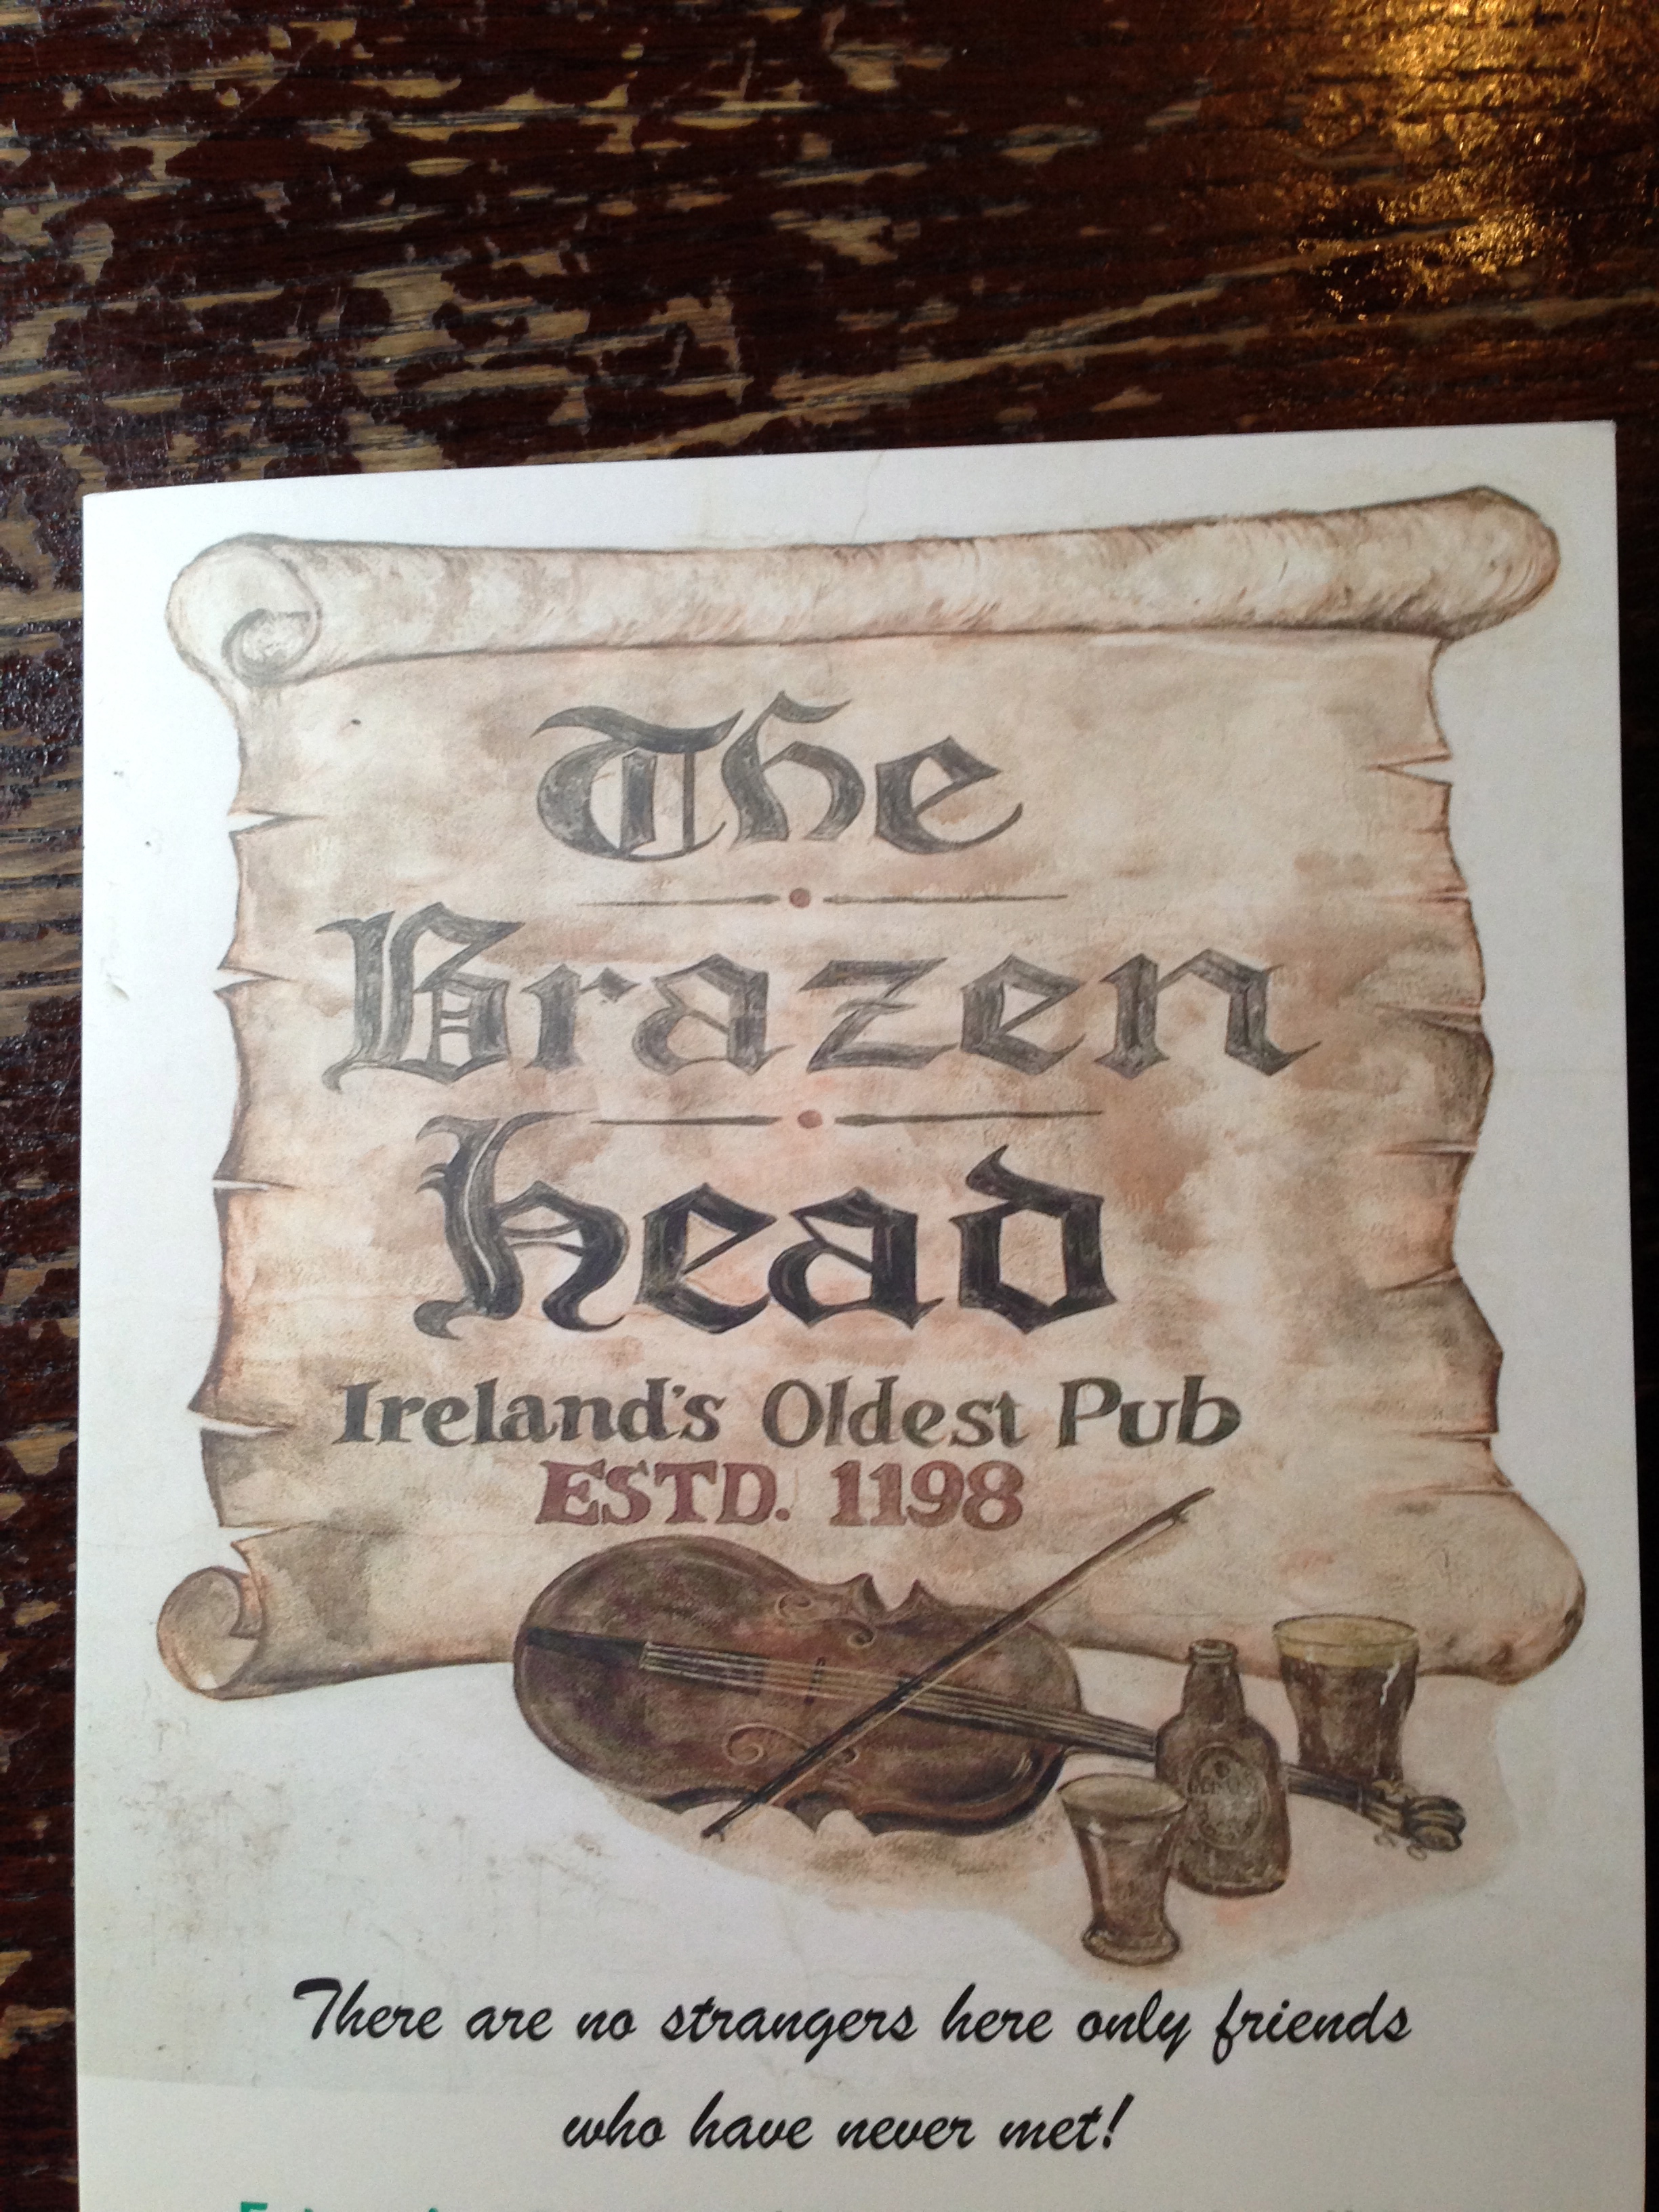 The
Brazen
head
Ireland's Oldest Pub
ESTD. 1198
There are no strangers here only friends
who have never met!